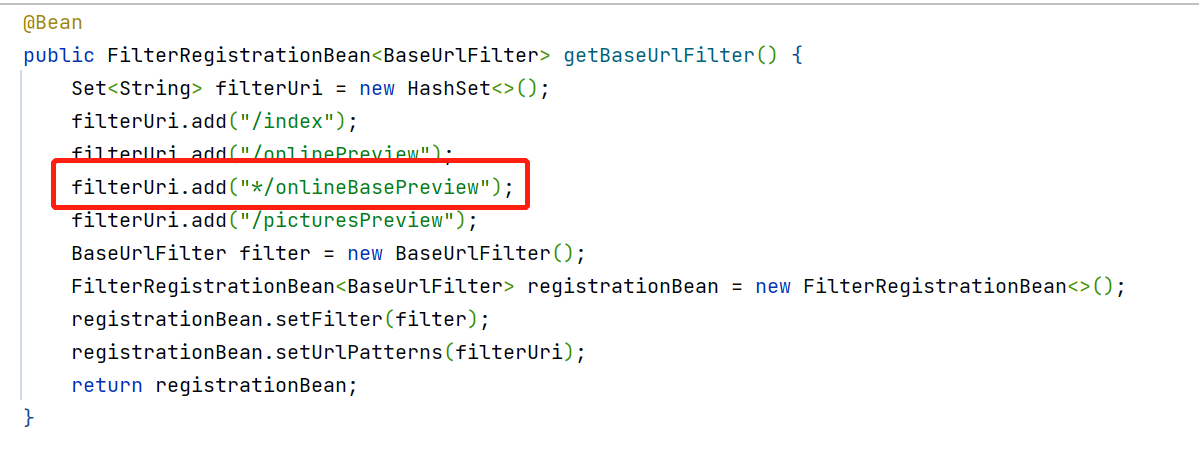 @Bean
public FilterRegistrationBean<BaseUrlFilter> getBaseUrlFilter() {
Set<String> filterUri = new HashSet<>();
filterUri.add("/index");
filterUri.add("/onlinePreview");
filterUri.add("*/onlineBasePreview");
filterUri.add("/picturesPreview");
BaseUrlFilter filter = new BaseUrlFilter();
FilterRegistrationBean<BaseUrlFilter> registrationBean = new FilterRegistrationBean<>();
registrationBean.setFilter(filter);
registrationBean.setUrlPatterns(filterUri);
return registrationBean;
}